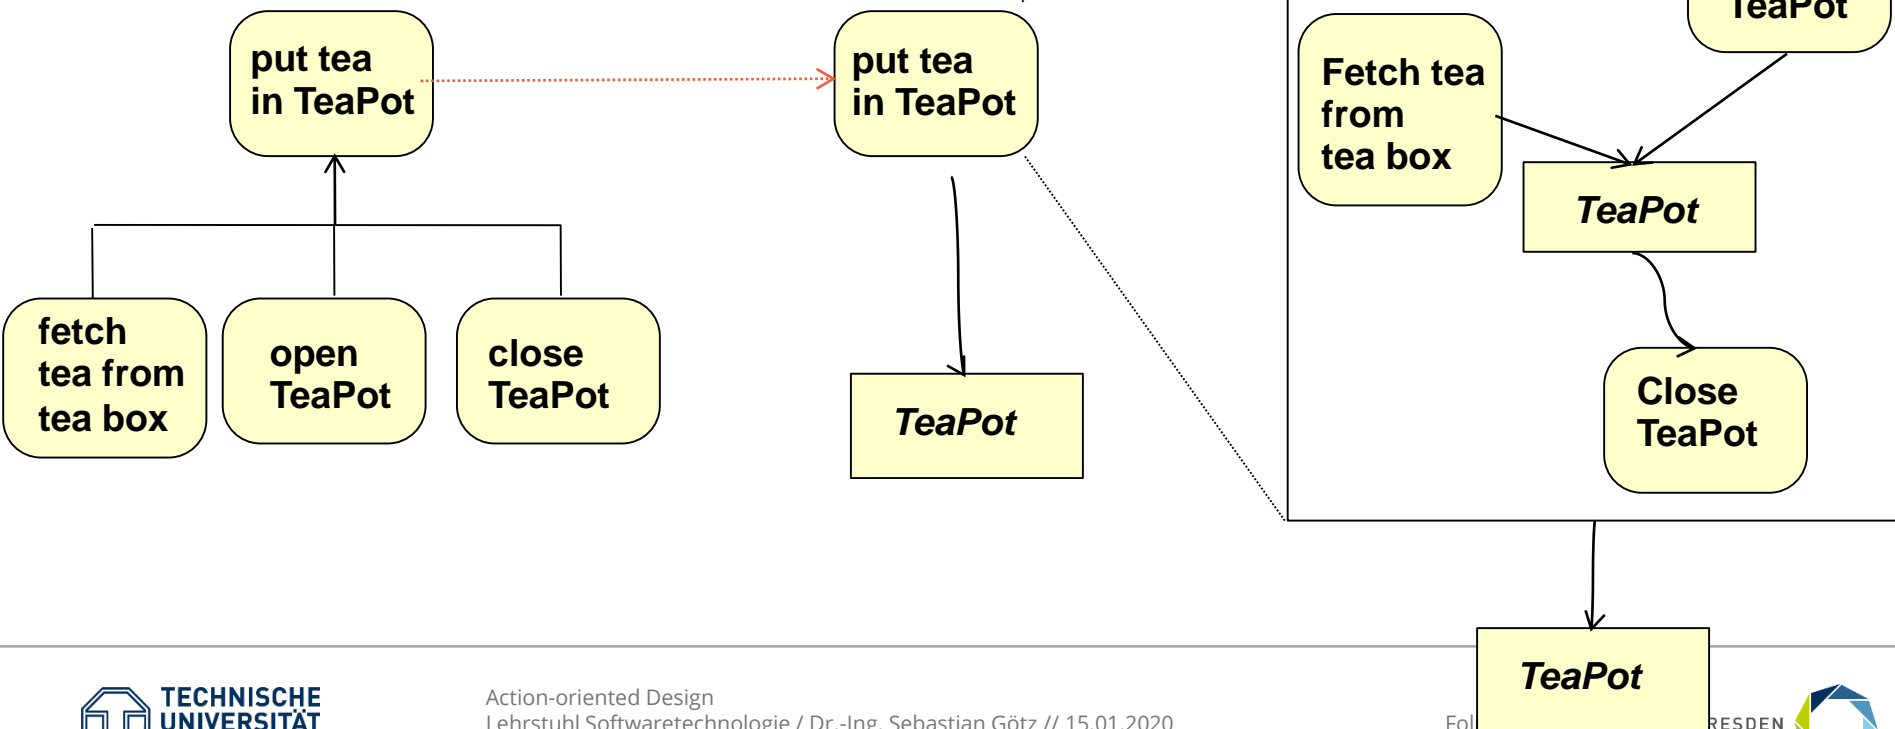 put tea
in TeaPot
put tea
in TeaPot
TeaPot
Fetch tea
from
tea box
TeaPot
fetch
tea from
tea box
open
TeaPot
close
TeaPot
TeaPot
Close
TeaPot
TeaPot
TECHNISCHE
UNIVERSITÄT
Action-oriented Design
Lehrstuhl Softwaretechnologie / Dr.-Ing. Sebastian Götz // 15.01.2020
Fol
RESDEN